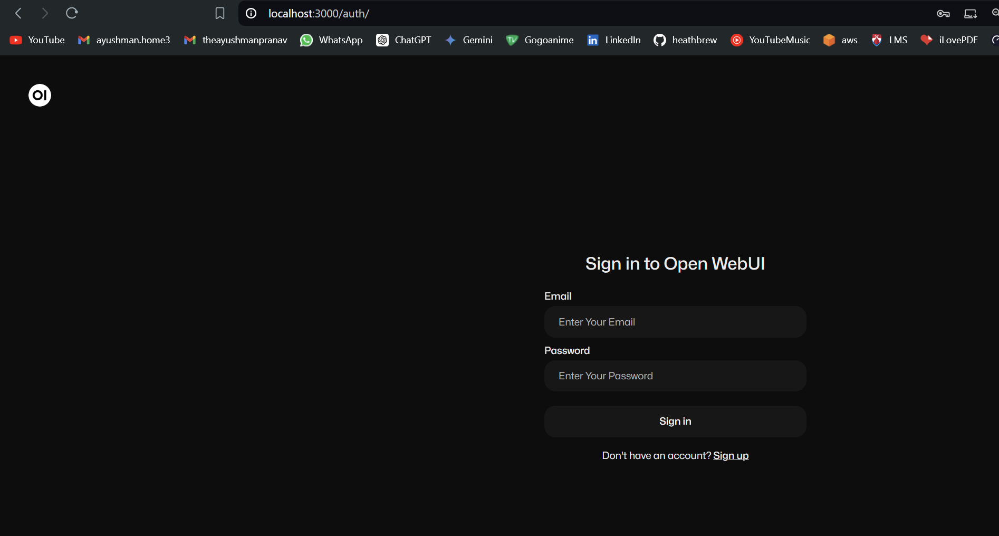 localhost:3000/auth/
YouTube ayushman.home3 theayushmanpranav WhatsApp ChatGPT Gemini Gogoanime LinkedIn heathbrew YouTubeMusic aws LMS iLovePDF
OI
Sign in to Open WebUI
Email
Enter Your Email
Password
Enter Your Password
Sign in
Don't have an account? Sign up